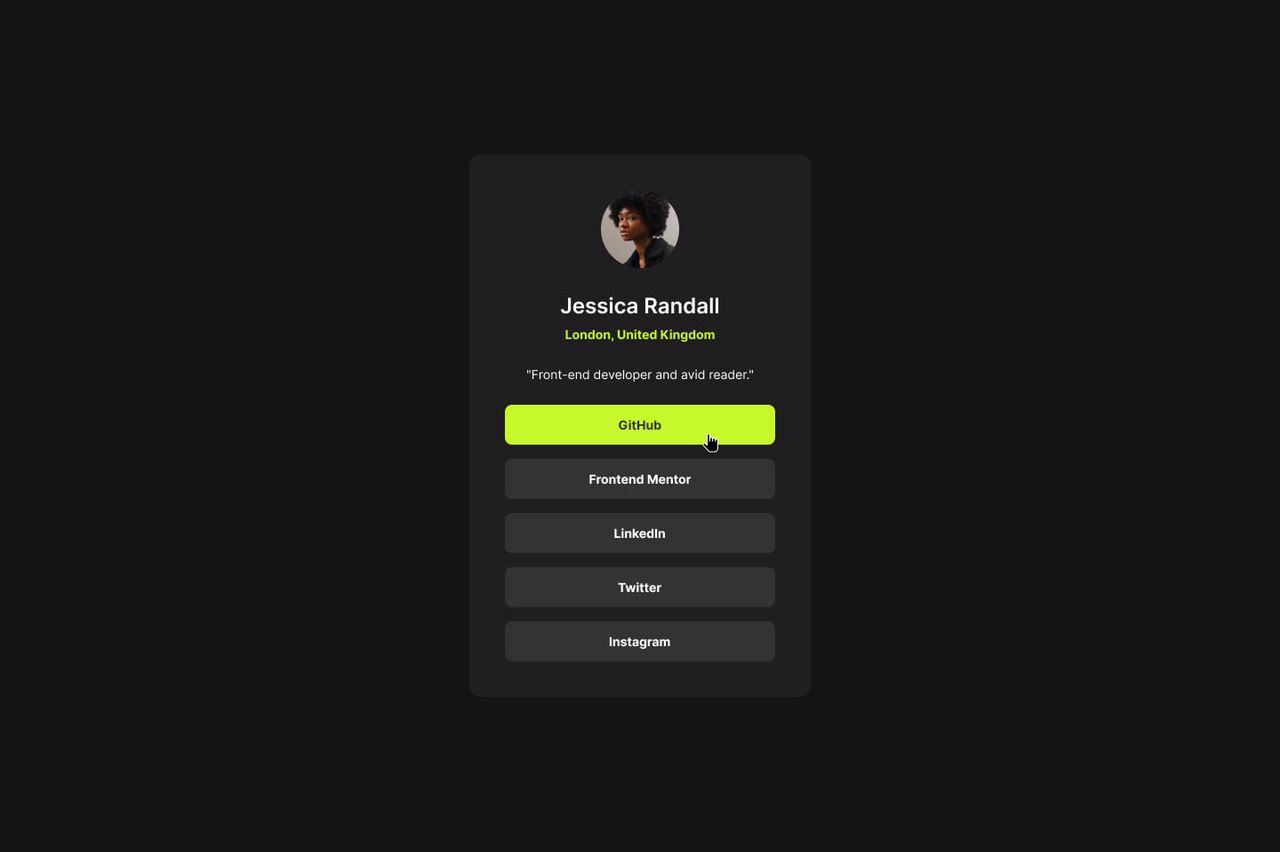 Jessica Randall
London, United Kingdom
"Front-end developer and avid reader."
GitHub
Frontend Mentor
LinkedIn
Twitter
Instagram